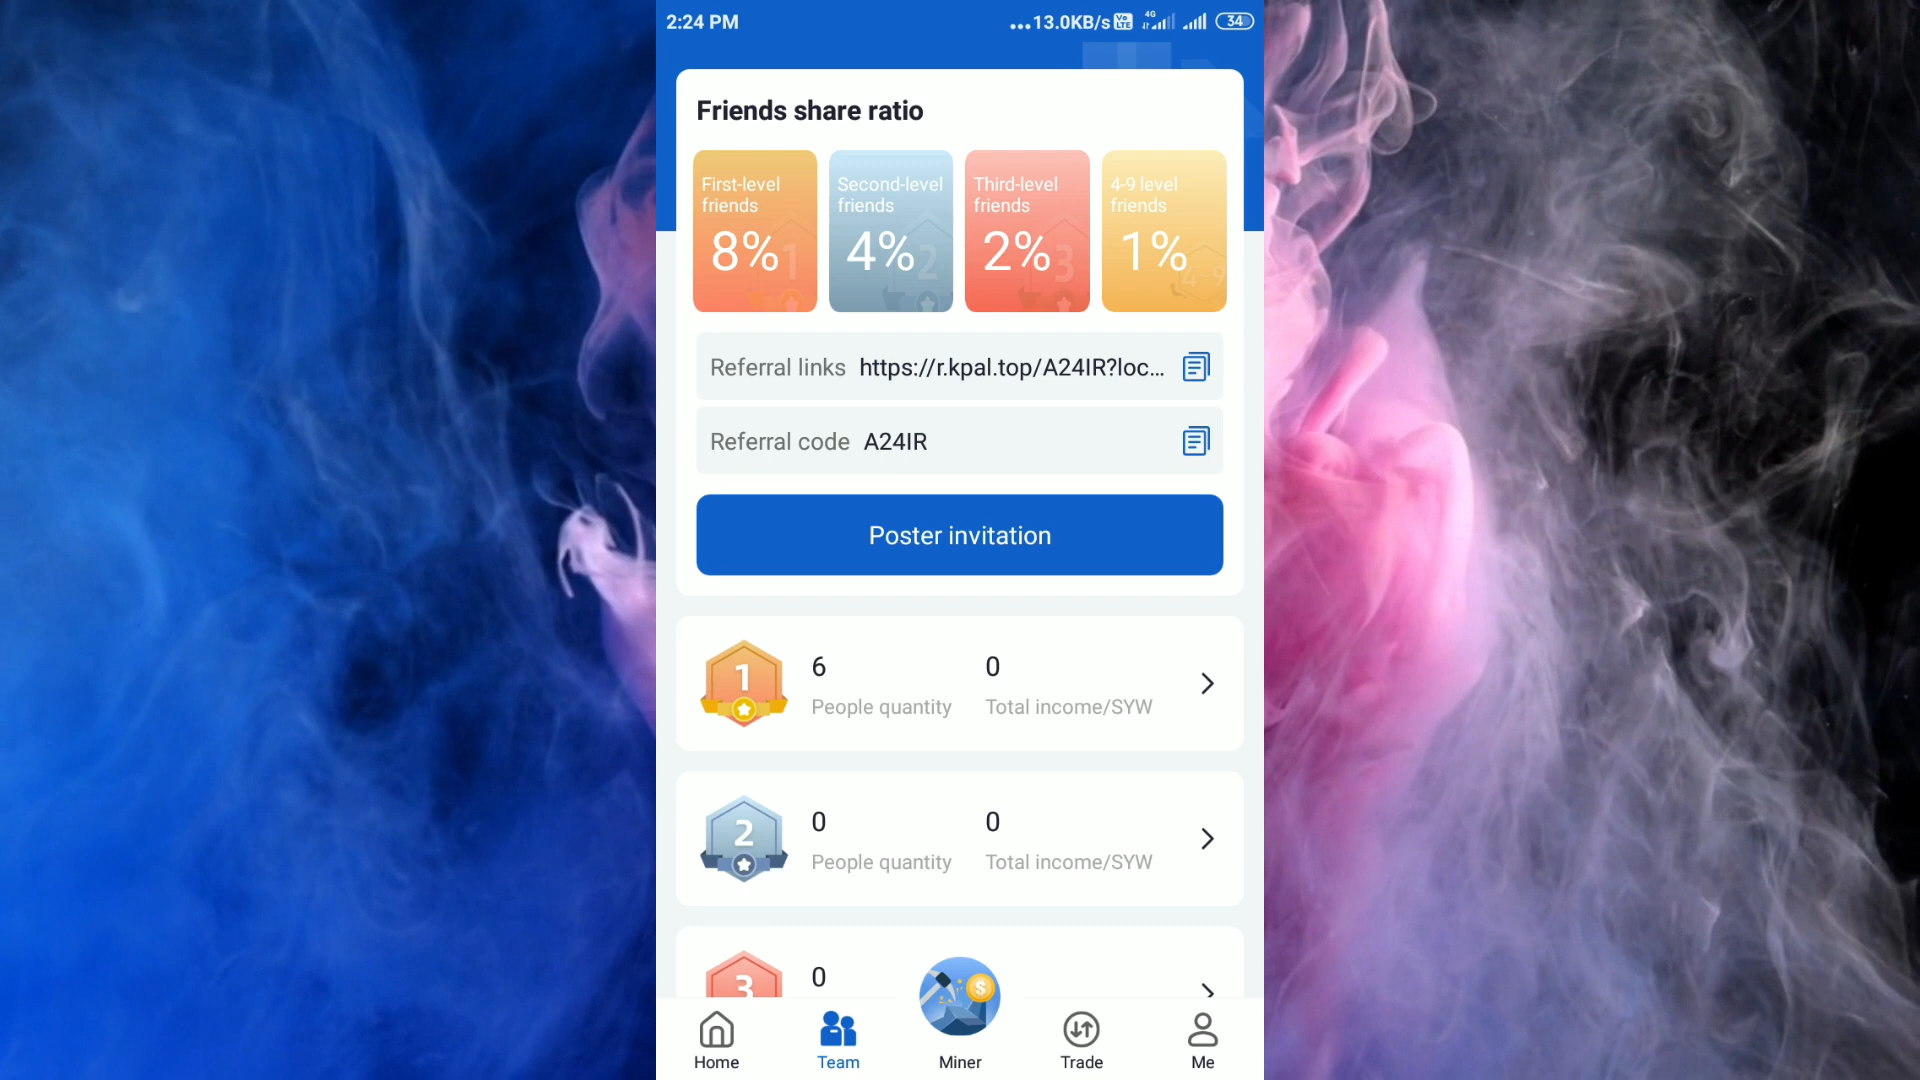 2:24 PM
...13.0KB/s Vo LTE 4G 34
Friends share ratio
First-level friends
8%
Second-level friends
4%
Third-level friends
2%
4-9 level friends
1%
Referral links https://r.kpal.top/A24IR?loc...
Referral code A24IR
Poster invitation
1
6
People quantity
0
Total income/SYW
2
0
People quantity
0
Total income/SYW
3
0
Home
Team
Miner
Trade
Me